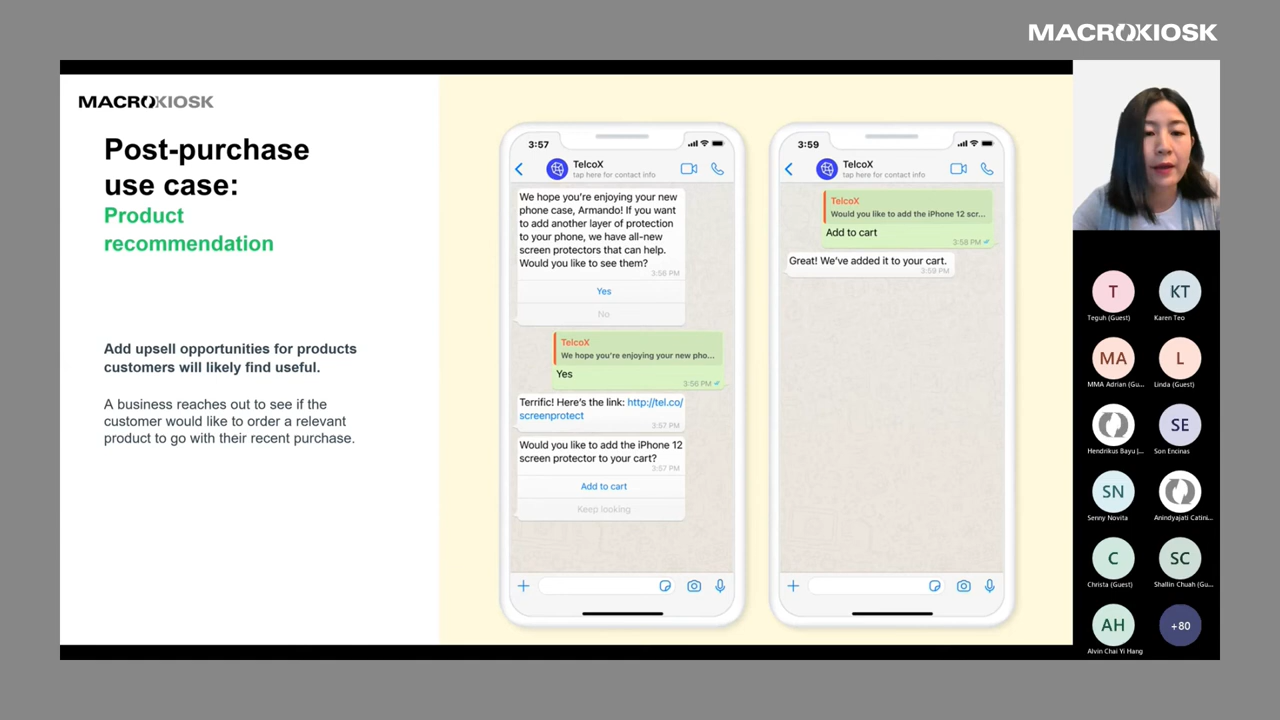 MACROKIOSK
MACROKIOSK
Post-purchase
use case:
Product
recommendation
Add upsell opportunities for products
customers will likely find useful.
A business reaches out to see if the
customer would like to order a relevant
product to go with their recent purchase.
3:57
TelcoX
tap here for contact info
We hope you're enjoying your new
phone case, Armando! If you want
to add another layer of protection
to your phone, we have all-new
screen protectors that can help.
Would you like to see them?
3:56 PM
Yes
No
TelcoX
We hope you're enjoying your new pho...
Yes
3:56 PM
Terrific! Here's the link: http://tel.co/
screenprotect
3:57 PM
Would you like to add the iPhone 12
screen protector to your cart?
3:57 PM
Add to cart
Keep looking
3:59
TelcoX
tap here for contact info
TelcoX
Would you like to add the iPhone 12 scr...
Add to cart
3:58 PM
Great! We've added it to your cart.
3:59 PM
T
KT
Teguh (Guest)
Karen Teo
MA
L
MMA Adrian (Gu...
Linda (Guest)
SE
Hendrikus Bayu |...
Son Encinas
SN
Senny Novita
Anindyajati Catini...
C
SC
Christa (Guest)
Shallin Chuah (Gu...
AH
+80
Alvin Chai Yi Hang